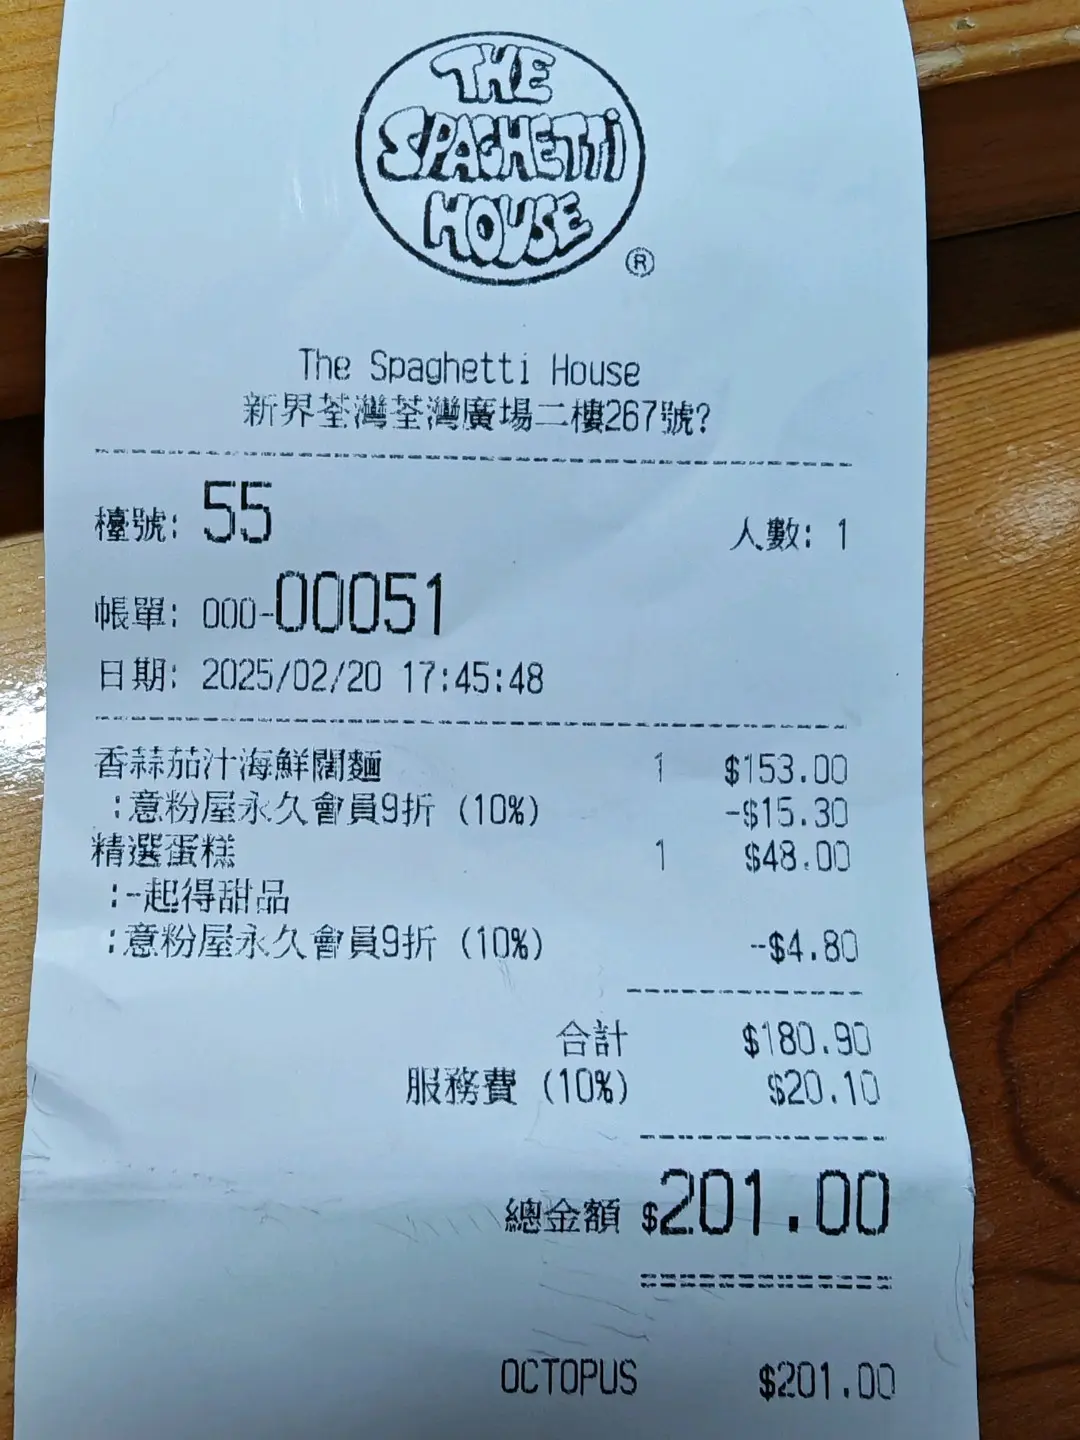 THE
SPAGHETTi
HOUSE
®
The Spaghetti House
新界荃灣荃灣廣場二樓267號?
檯號: 55 人數: 1
帳單: 000-00051
日期: 2025/02/20 17:45:48
香蒜茄汁海鮮闊麵 1 $153.00
:意粉屋永久會員9折 (10%) -$15.30
精選蛋糕 1 $48.00
:-起得甜品
:意粉屋永久會員9折 (10%) -$4.80
合計 $180.90
服務費 (10%) $20.10
總金額 $201.00
OCTOPUS $201.00